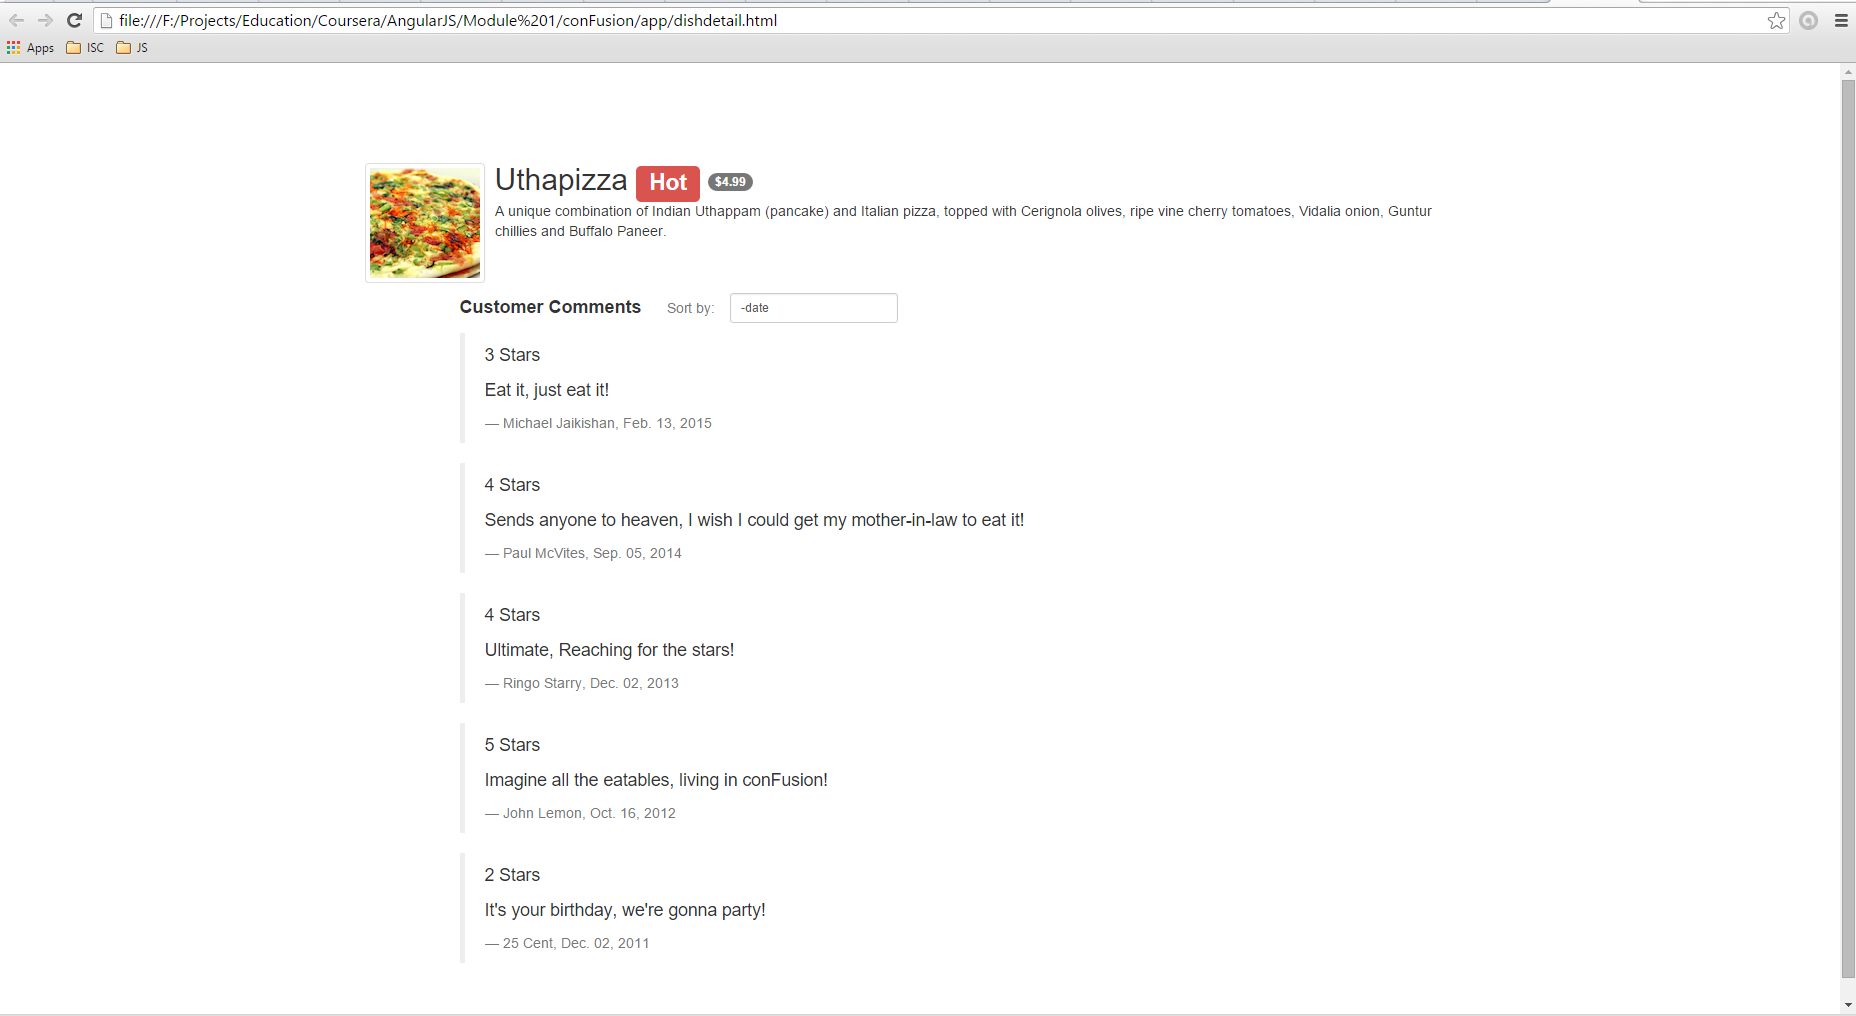 file:///F:/Projects/Education/Coursera/AngularJS/Module%201/conFusion/app/dishdetail.html
Apps ISC JS
Uthapizza Hot $4.99
A unique combination of Indian Uthappam (pancake) and Italian pizza, topped with Cerignola olives, ripe vine cherry tomatoes, Vidalia onion, Guntur
chillies and Buffalo Paneer.
Customer Comments Sort by: -date
3 Stars
Eat it, just eat it!
— Michael Jaikishan, Feb. 13, 2015
4 Stars
Sends anyone to heaven, I wish I could get my mother-in-law to eat it!
— Paul McVites, Sep. 05, 2014
4 Stars
Ultimate, Reaching for the stars!
— Ringo Starry, Dec. 02, 2013
5 Stars
Imagine all the eatables, living in conFusion!
— John Lemon, Oct. 16, 2012
2 Stars
It's your birthday, we're gonna party!
— 25 Cent, Dec. 02, 2011